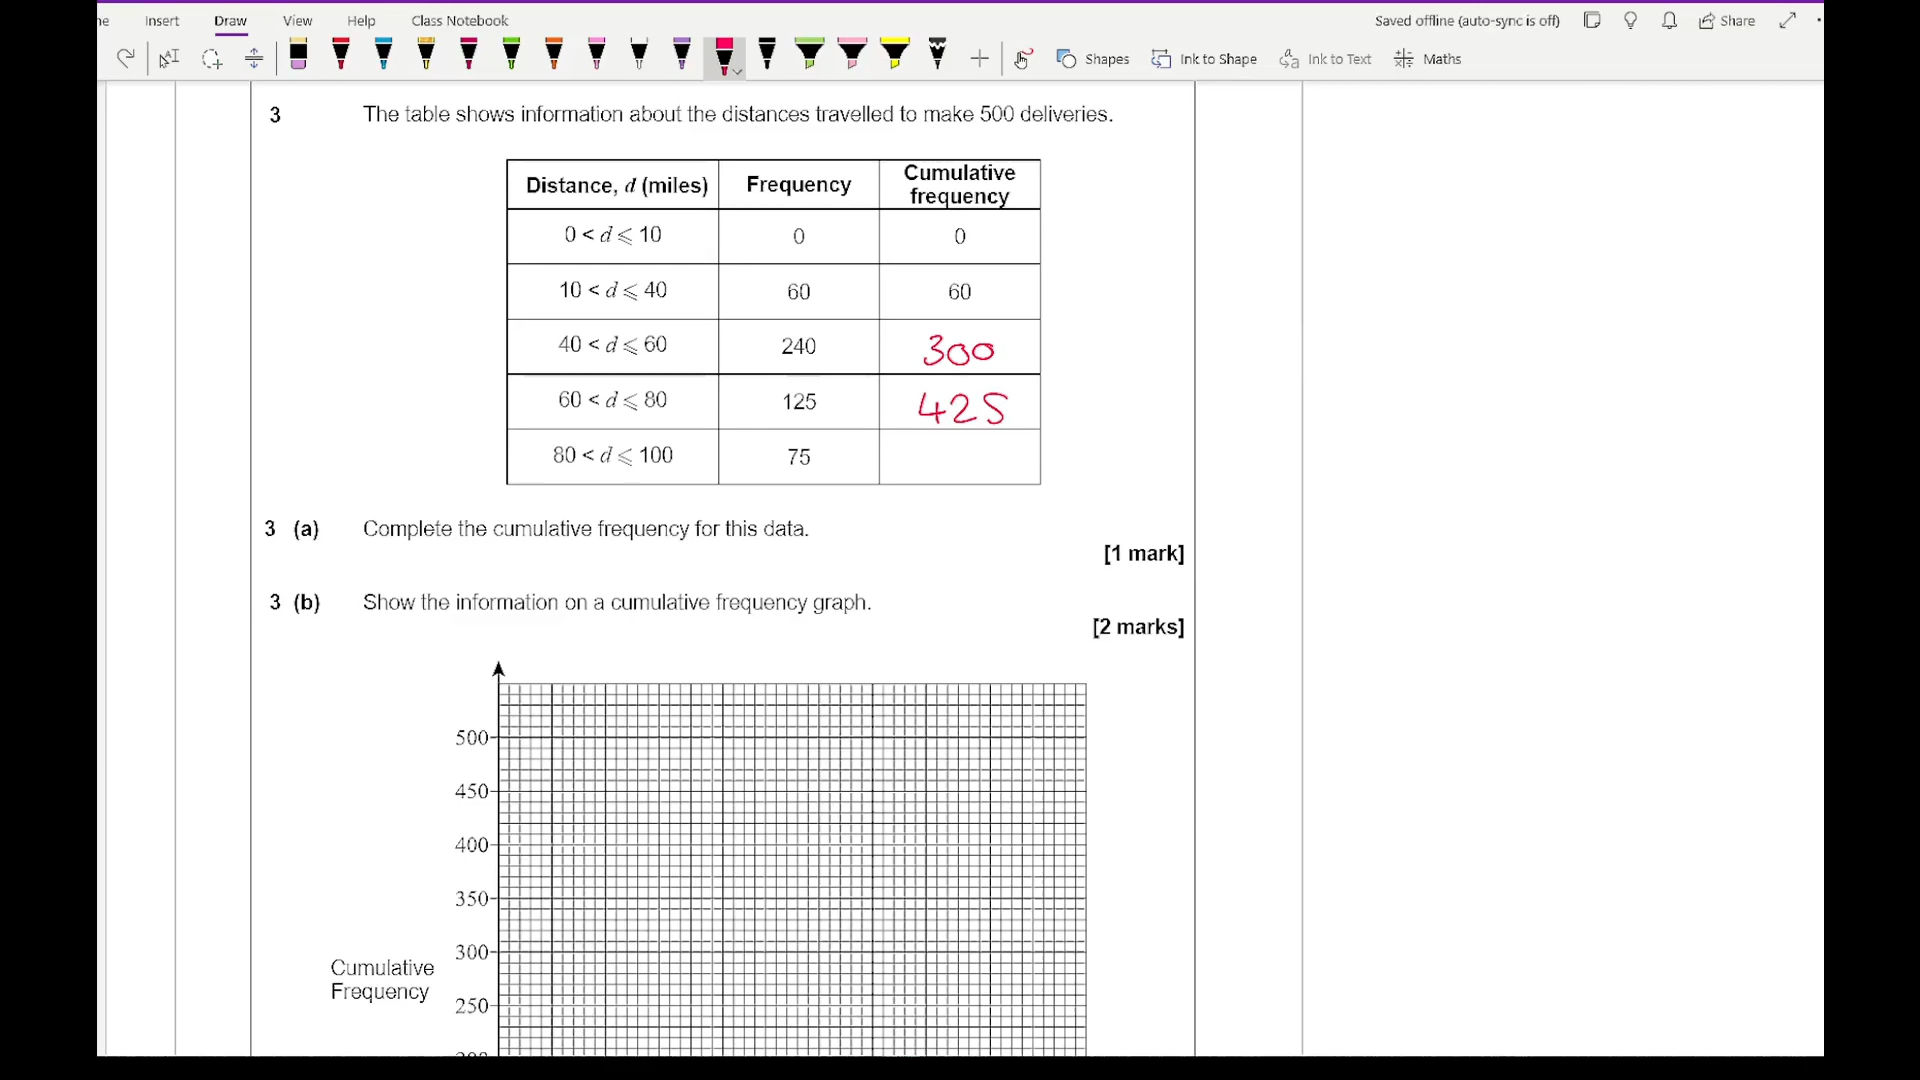 ne Insert Draw View Help Class Notebook Saved offline (auto-sync is off) Share
Shapes Ink to Shape Ink to Text Maths
3 The table shows information about the distances travelled to make 500 deliveries.
Distance, d (miles) Frequency Cumulative frequency
0 < d ⩽ 10 0 0
10 < d ⩽ 40 60 60
40 < d ⩽ 60 240 300
60 < d ⩽ 80 125 425
80 < d ⩽ 100 75
3 (a) Complete the cumulative frequency for this data.
[1 mark]
3 (b) Show the information on a cumulative frequency graph.
[2 marks]
500
450
400
350
300
Cumulative
Frequency
250